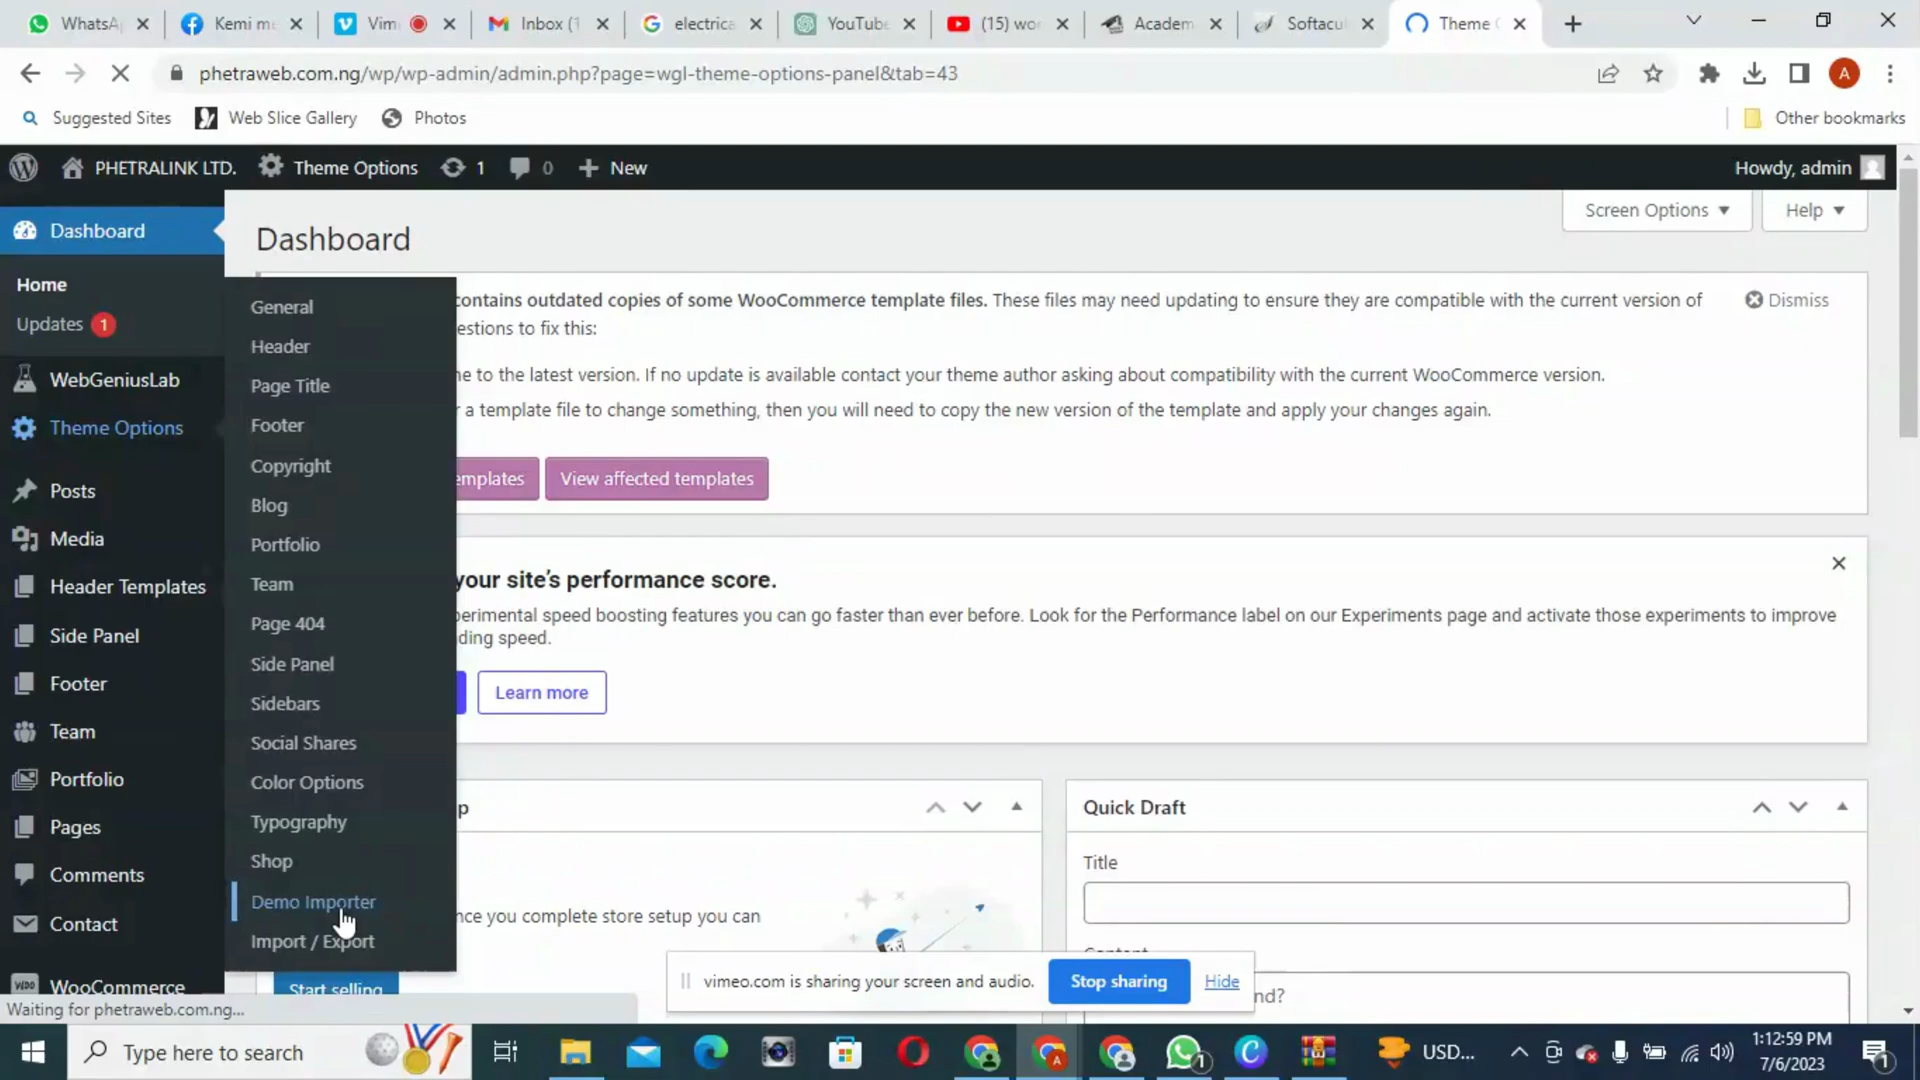 WhatsA
Kemi m
Vim
Inbox (1
electrica
YouTube
(15) wor
Academ
Softacul
Theme
phetraweb.com.ng/wp/wp-admin/admin.php?page=wgl-theme-options-panel&tab=43
A
Suggested Sites
Web Slice Gallery
Photos
Other bookmarks
PHETRALINK LTD.
Theme Options
1
0
New
Howdy, admin
Dashboard
Dashboard
Screen Options
Help
Home
Updates 1
WebGeniusLab
Theme Options
Posts
Media
Header Templates
Side Panel
Footer
Team
Portfolio
Pages
Comments
Contact
WooCommerce
General
Header
Page Title
Footer
Copyright
Blog
Portfolio
Team
Page 404
Side Panel
Sidebars
Social Shares
Color Options
Typography
Shop
Demo Importer
Import / Export
contains outdated copies of some WooCommerce template files. These files may need updating to ensure they are compatible with the current version of
estions to fix this:
Dismiss
e to the latest version. If no update is available contact your theme author asking about compatibility with the current WooCommerce version.
r a template file to change something, then you will need to copy the new version of the template and apply your changes again.
emplates
View affected templates
your site’s performance score.
perimental speed boosting features you can go faster than ever before. Look for the Performance label on our Experiments page and activate those experiments to improve
ding speed.
Learn more
p
Quick Draft
Title
nce you complete store setup you can
Content
nd?
Start selling
vimeo.com is sharing your screen and audio.
Stop sharing
Hide
Waiting for phetraweb.com.ng...
Type here to search
1
USD...
1:12:59 PM
7/6/2023
1